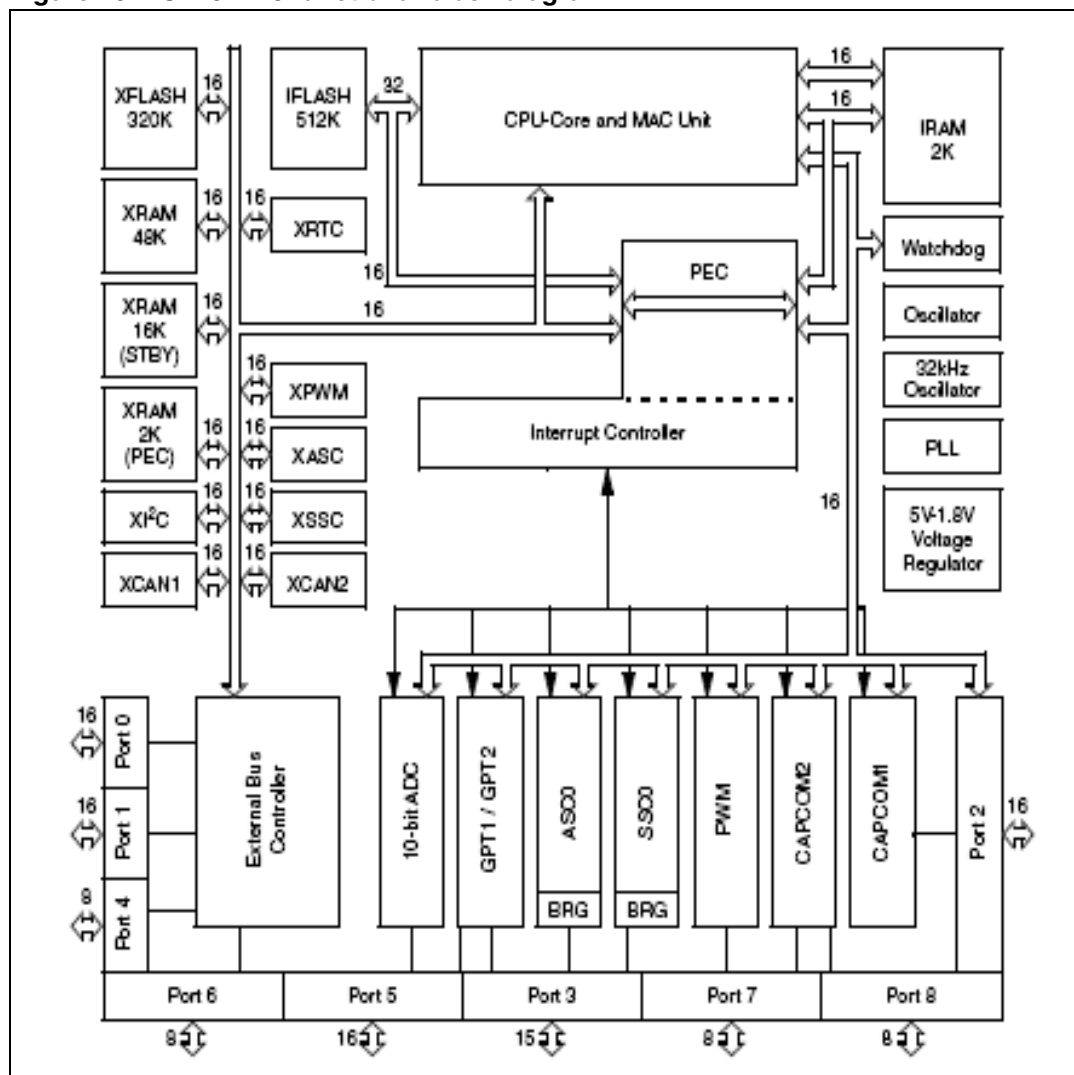 16
XFLASH
320K
IFLASH
512K
32
CPU-Core and MAC Unit
16
16
IRAM
2K
XRAM
48K
16
16
XRTC
16
PEC
Watchdog
XRAM
16K
(STBY)
16
16
Oscillator
32kHz
Oscillator
XRAM
2K
(PEC)
16
16
XPWM
Interrupt Controller
16
XASC
PLL
XI²C
16
16
XSSC
16
5V-1.8V
Voltage
Regulator
XCAN1
16
16
XCAN2
16
Port 0
16
Port 1
8
Port 4
External Bus
Controller
10-bit ADC
GPT1 / GPT2
ASC0
BRG
SSC0
BRG
PWM
CAPCOM2
CAPCOM1
Port 2
16
Port 6
Port 5
Port 3
Port 7
Port 8
8
16
15
8
8